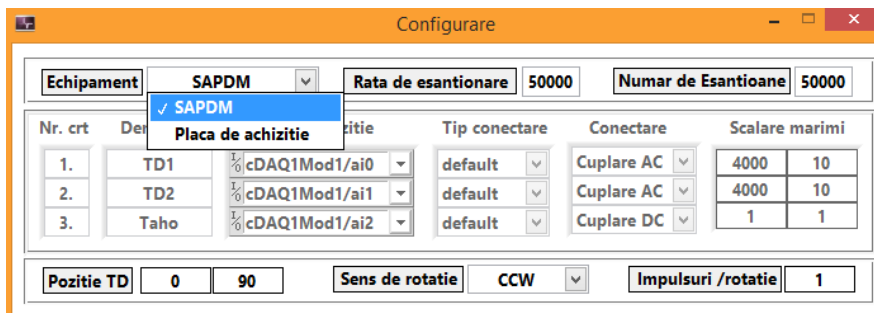 Configurare
Echipament SAPDM Rata de esantionare 50000 Numar de Esantioane 50000
✓ SAPDM
Placa de achizitie
Nr. crt Der zitie Tip conectare Conectare Scalare marimi
1. TD1 cDAQ1Mod1/ai0 default Cuplare AC 4000 10
2. TD2 cDAQ1Mod1/ai1 default Cuplare AC 4000 10
3. Taho cDAQ1Mod1/ai2 default Cuplare DC 1 1
Pozitie TD 0 90 Sens de rotatie CCW Impulsuri /rotatie 1